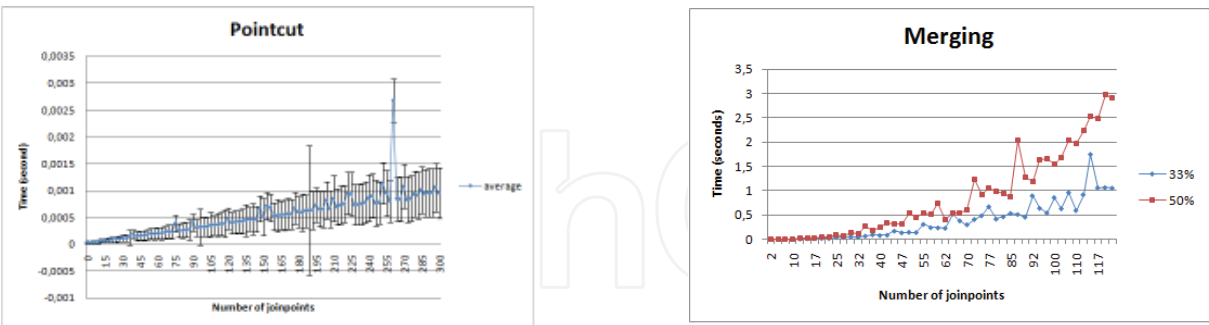 Pointcut
0,0035
0,003
0,0025
0,002
0,0015
0,001
0,0005
0
-0,0005
-0,001
Time (second)
0 15 30 45 60 75 90 105 120 135 150 165 180 195 210 225 240 255 270 285 300
Number of joinpoints
average
Merging
3,5
3
2,5
2
1,5
1
0,5
0
Time (seconds)
2 10 17 25 32 40 47 55 62 70 77 85 92 100 110 117
Number of joinpoints
33%
50%